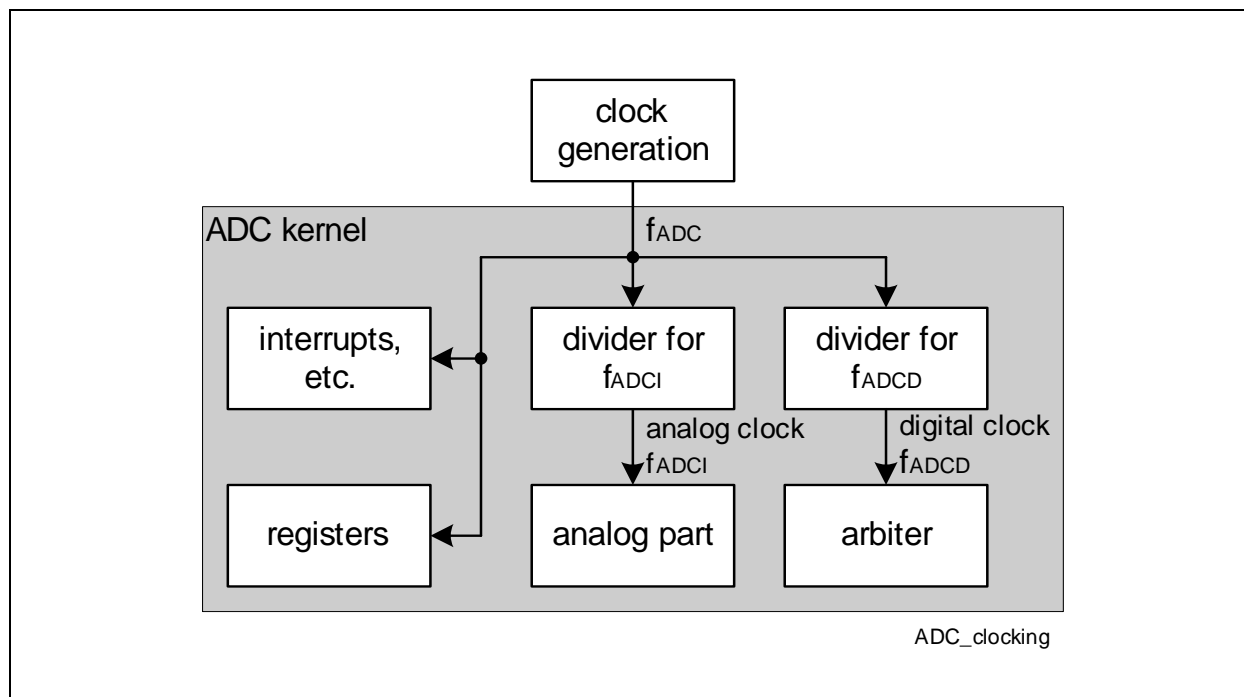 clock
generation
ADC kernel
fADC
interrupts,
etc.
divider for
fADCI
divider for
fADCD
analog clock
fADCI
digital clock
fADCD
registers
analog part
arbiter
ADC_clocking